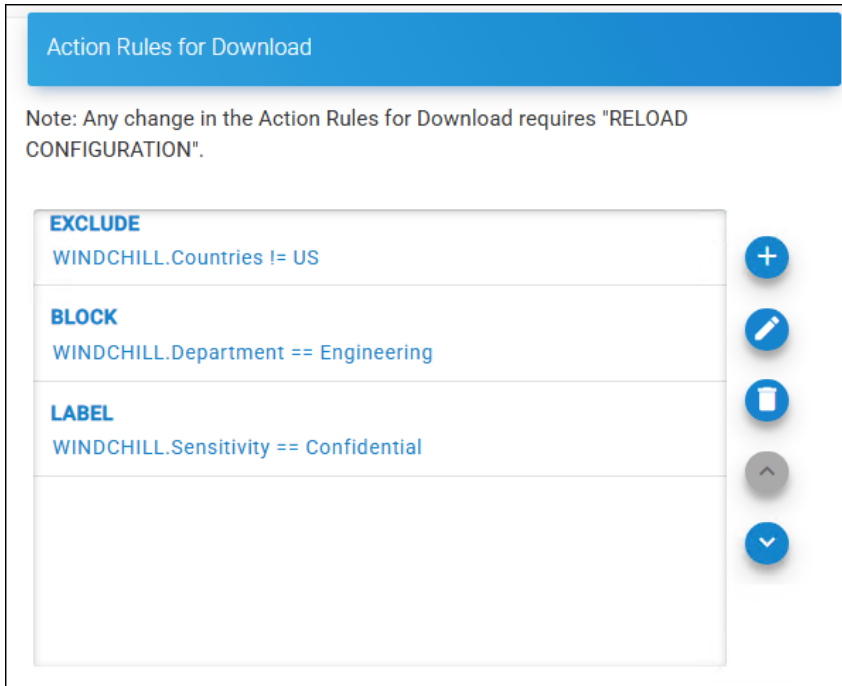 Action Rules for Download
Note: Any change in the Action Rules for Download requires "RELOAD
CONFIGURATION".
EXCLUDE
WINDCHILL.Countries != US
BLOCK
WINDCHILL.Department == Engineering
LABEL
WINDCHILL.Sensitivity == Confidential